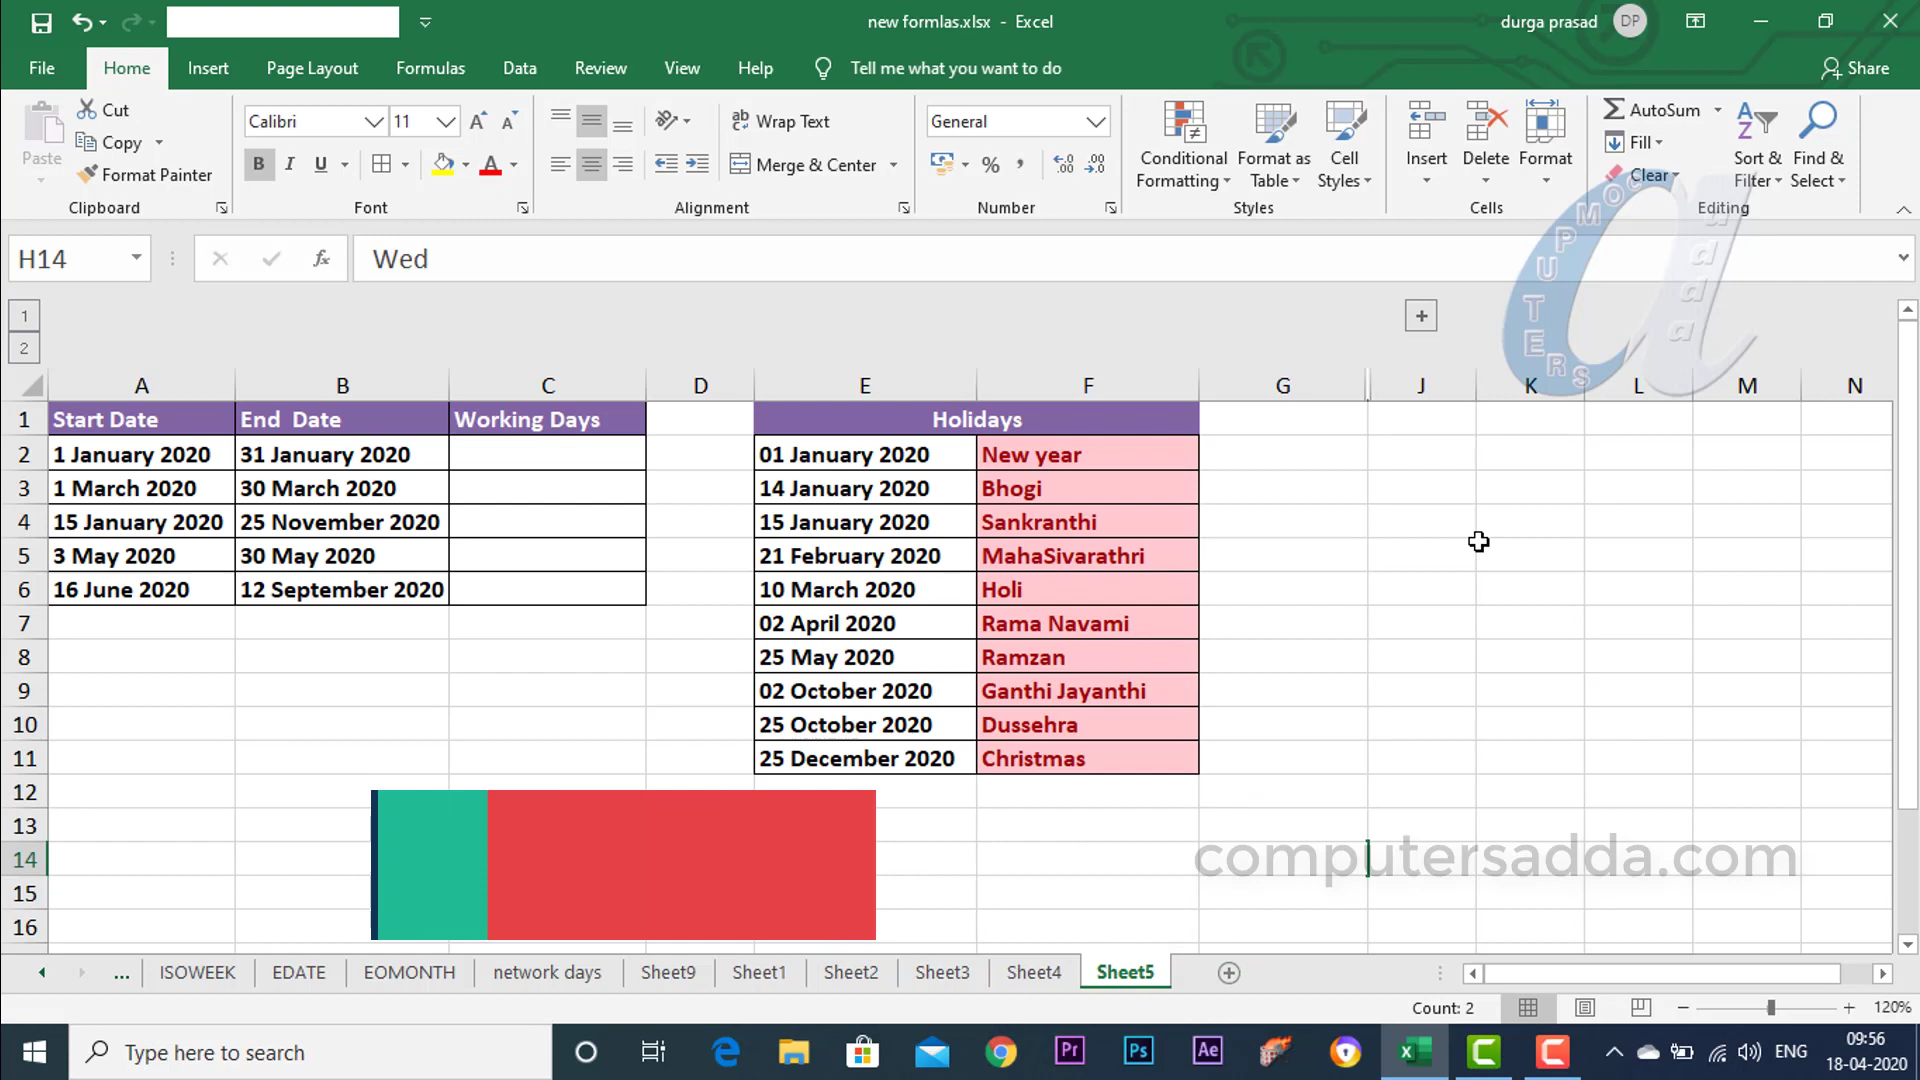 new formlas.xlsx - Excel
durga prasad DP
File Home Insert Page Layout Formulas Data Review View Help Tell me what you want to do Share
Paste Cut Copy Format Painter Clipboard
Calibri 11 B I U A A A Font
Wrap Text Merge & Center Alignment
General % , Number
Conditional Formatting Format as Table Cell Styles Styles
Insert Delete Format Cells
AutoSum Fill Clear Sort & Filter Find & Select Editing
H14 fx Wed
COMPUTERS adda
1
2
A B C D E F G J K L M N
1 Start Date End Date Working Days Holidays
2 1 January 2020 31 January 2020 01 January 2020 New year
3 1 March 2020 30 March 2020 14 January 2020 Bhogi
4 15 January 2020 25 November 2020 15 January 2020 Sankranthi
5 3 May 2020 30 May 2020 21 February 2020 MahaSivarathri
6 16 June 2020 12 September 2020 10 March 2020 Holi
7 02 April 2020 Rama Navami
8 25 May 2020 Ramzan
9 02 October 2020 Ganthi Jayanthi
10 25 October 2020 Dussehra
11 25 December 2020 Christmas
12
13
14 computersadda.com
15
16
... ISOWEEK EDATE EOMONTH network days Sheet9 Sheet1 Sheet2 Sheet3 Sheet4 Sheet5
Count: 2 120%
Type here to search Pr Ps Ae ENG 09:56
18-04-2020